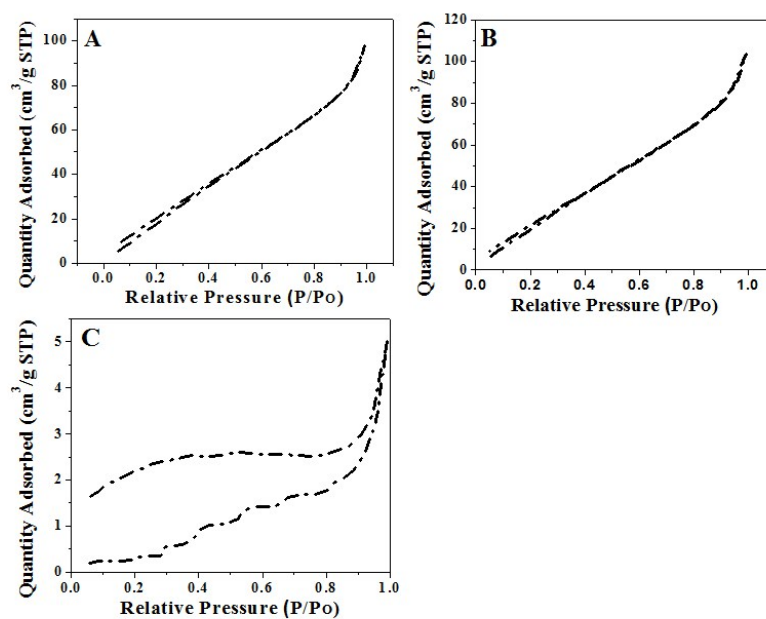 A
Quantity Adsorbed (cm³/g STP)
100
80
60
40
20
0
0.0 0.2 0.4 0.6 0.8 1.0
Relative Pressure (P/Po)
B
Quantity Adsorbed (cm³/g STP)
120
100
80
60
40
20
0
0.0 0.2 0.4 0.6 0.8 1.0
Relative Pressure (P/Po)
C
Quantity Adsorbed (cm³/g STP)
5
4
3
2
1
0
0.0 0.2 0.4 0.6 0.8 1.0
Relative Pressure (P/Po)